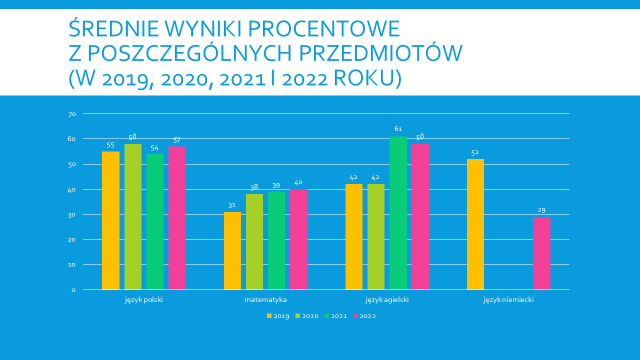 ŚREDNIE WYNIKI PROCENTOWE
Z POSZCZEGÓLNYCH PRZEDMIOTÓW
(W 2019, 2020, 2021 I 2022 ROKU)
70
60
50
40
30
20
10
0
55
58
54
57
31
38
39
40
42
42
61
58
52
29
język polski
matematyka
język agielski
język niemiecki
2019 2020 2021 2022